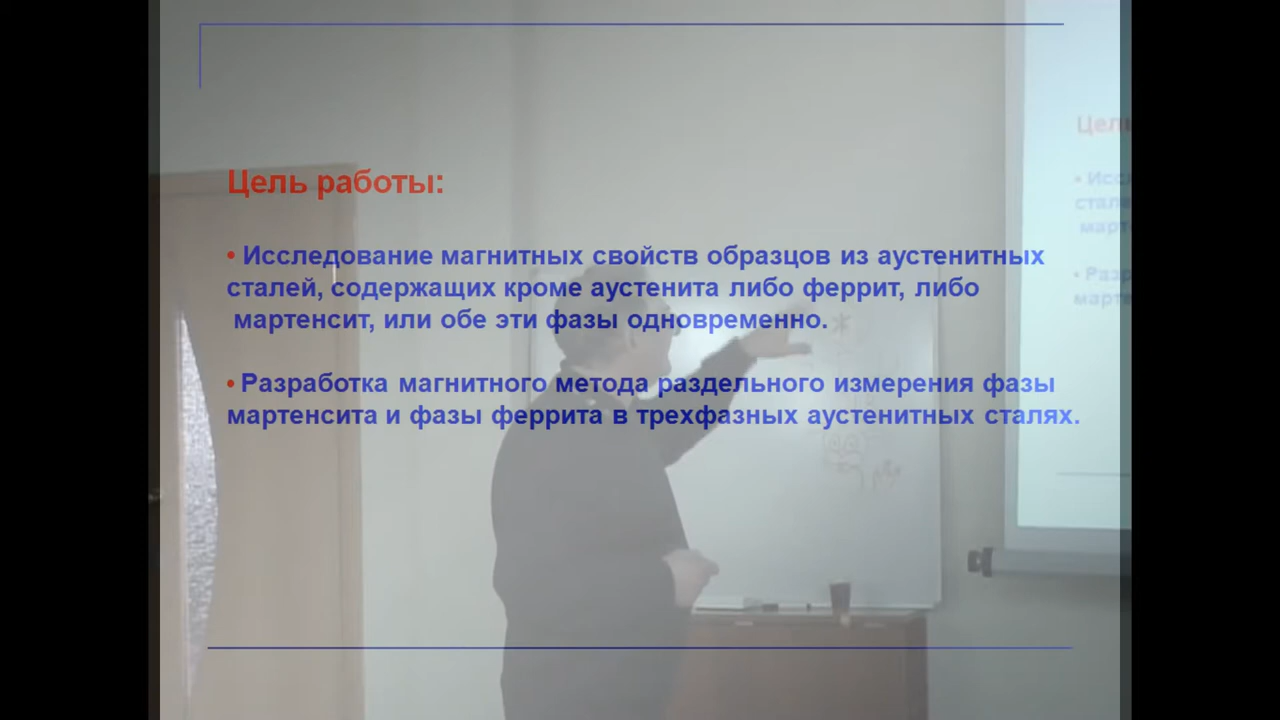 Цель работы:
• Исследование магнитных свойств образцов из аустенитных
сталей, содержащих кроме аустенита либо феррит, либо
мартенсит, или обе эти фазы одновременно.
• Разработка магнитного метода раздельного измерения фазы
мартенсита и фазы феррита в трехфазных аустенитных сталях.